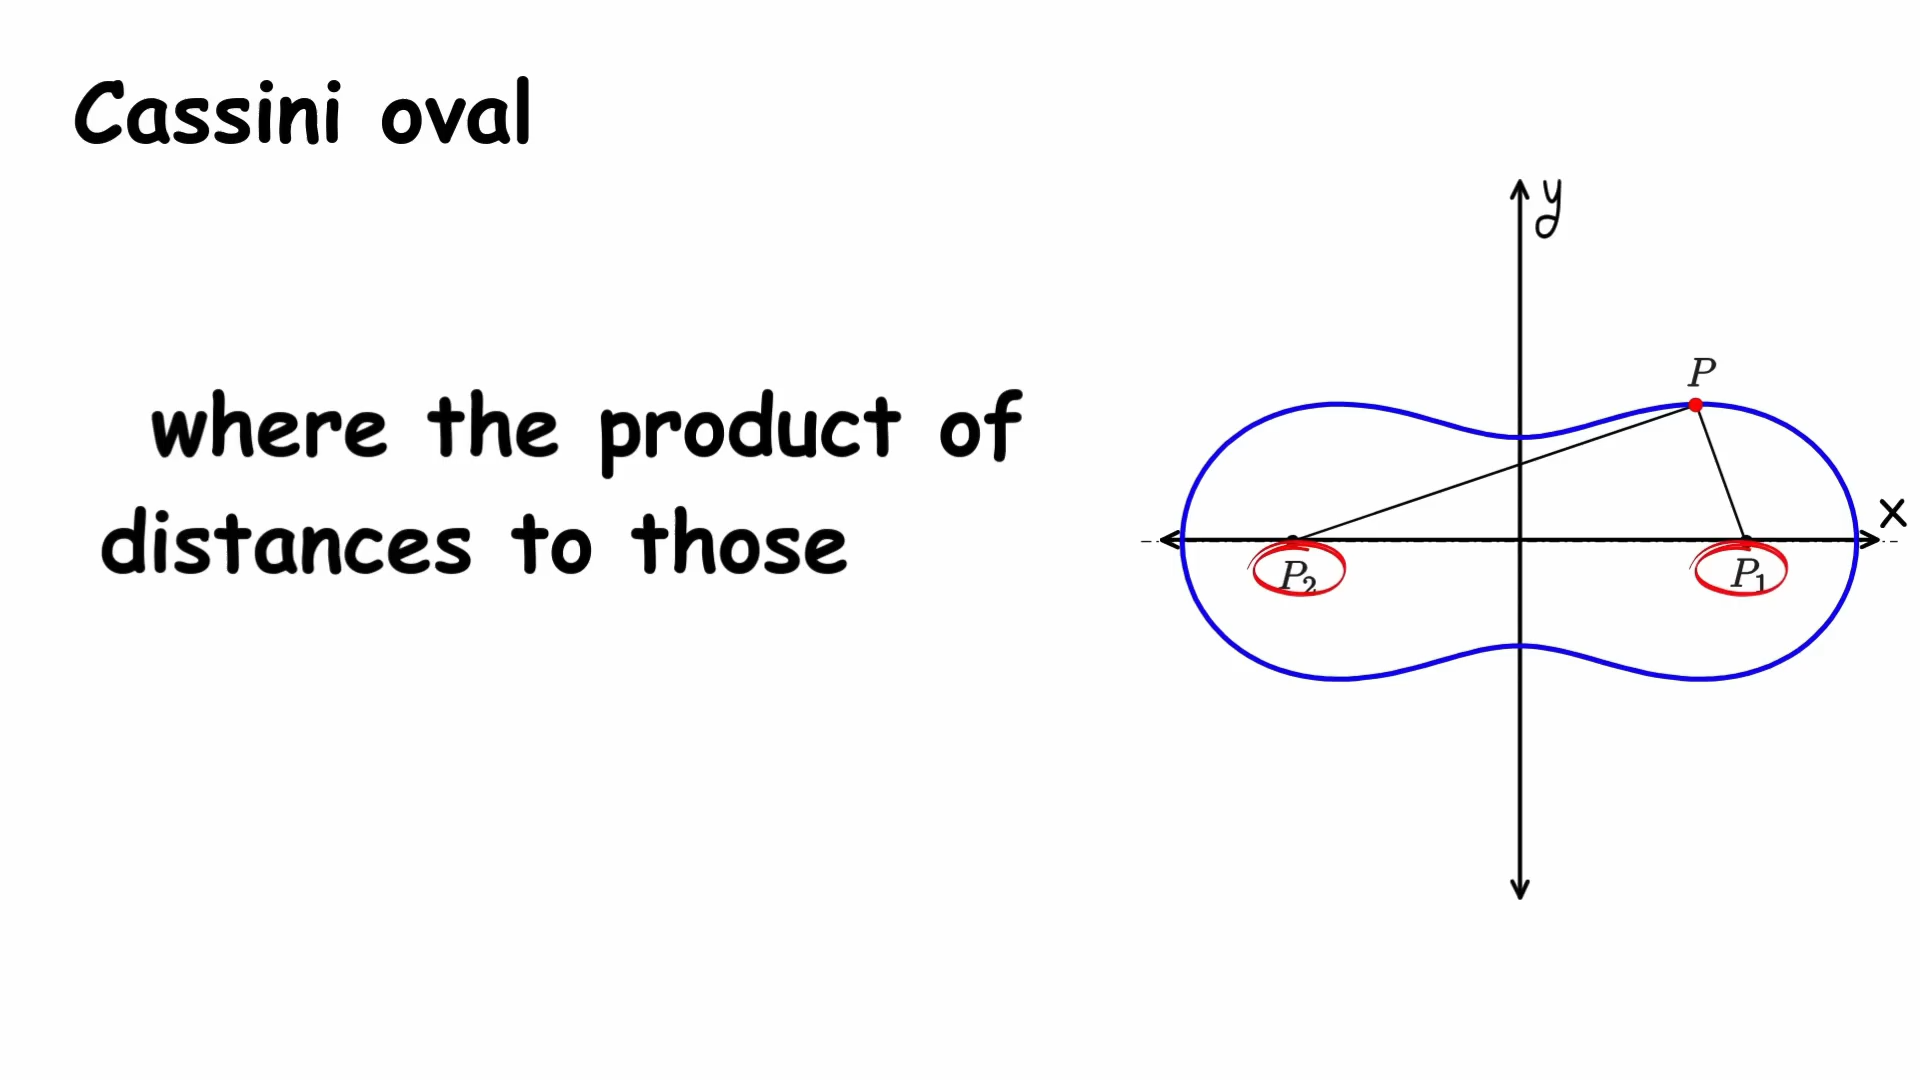 Cassini oval
y
P
where the product of
x
distances to those
P₂
P₁